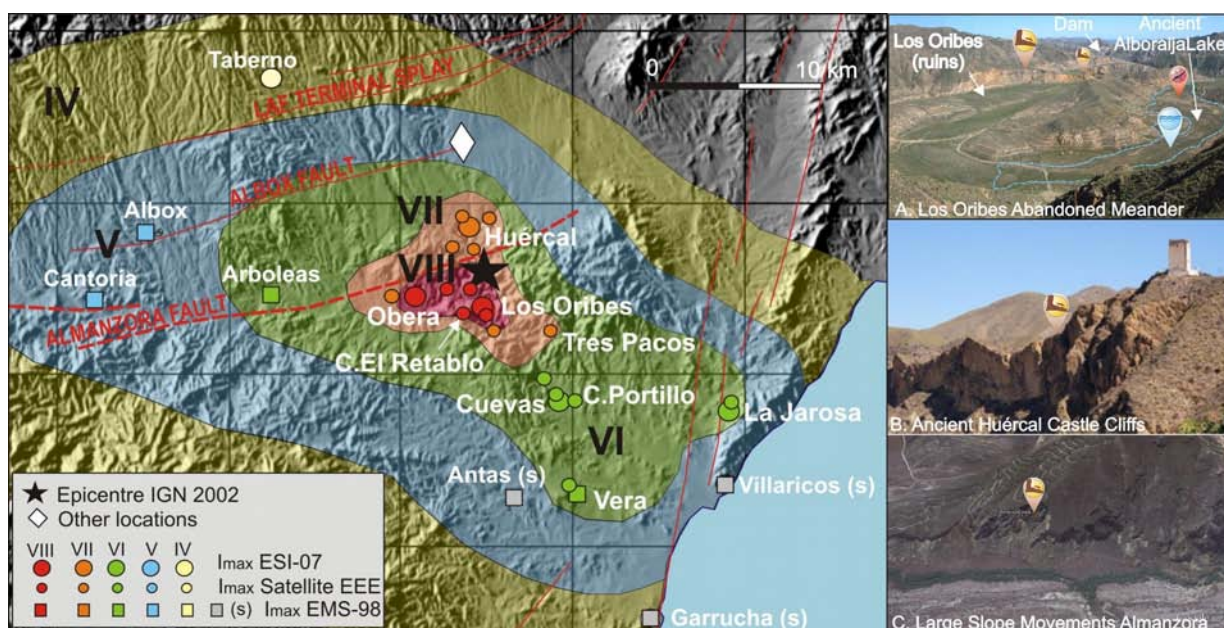 Taberno
IV
LAF TERMINAL SPLAY
0 10 km
ALBOX FAULT
Albox
V
VII
Huércal
Cantoria
Arboleas
VIII
ALMANZORA FAULT
Obera
Los Oribes
C.El Retablo
Tres Pacos
Cuevas
C.Portillo
La Jarosa
VI
Antas (s)
Vera
Villaricos (s)
Garrucha (s)
Epicentre IGN 2002
Other locations
VIII VII VI V IV
Imax ESI-07
Imax Satellite EEE
(s) Imax EMS-98
Los Oribes
(ruins)
Dam
Ancient
AlboraijaLake
A. Los Oribes Abandoned Meander
B. Ancient Huércal Castle Cliffs
C. Large Slope Movements Almanzora